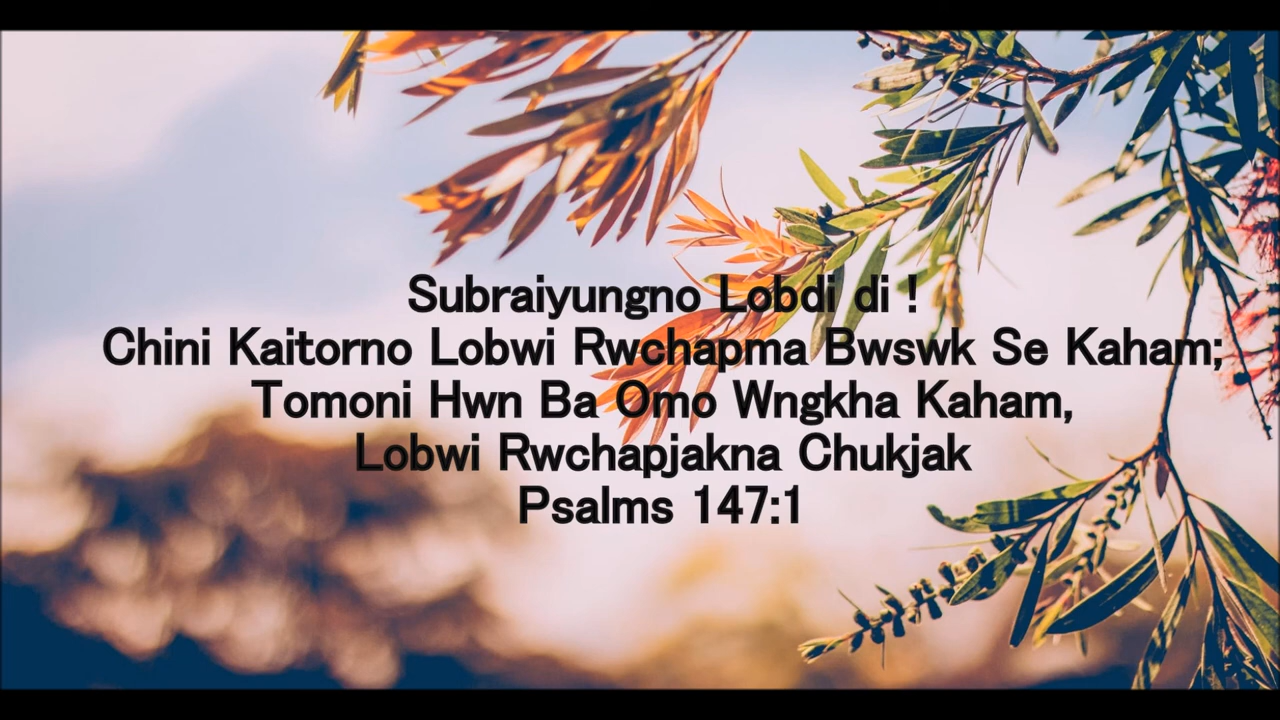 Subraiyungno Lobdi di !
Chini Kaitorno Lobwi Rwchapma Bwswk Se Kaham;
Tomoni Hwn Ba Omo Wngkha Kaham,
Lobwi Rwchapjakna Chukjak
Psalms 147:1